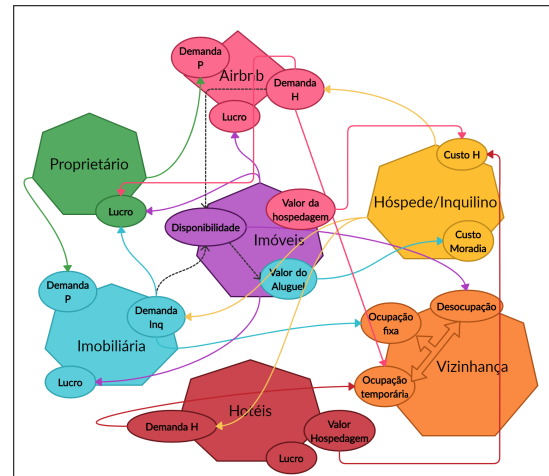 Demanda
P
Airbnb
Demanda
H
Lucro
Proprietário
Lucro
Custo H
Hóspede/Inquilino
Custo
Moradia
Valor da
hospedagem
Disponibilidade
Imóveis
Valor do
Aluguel
Demanda
P
Demanda
Inq
Imobiliária
Lucro
Desocupação
Ocupação
fixa
Vizinhança
Ocupação
temporária
Hotéis
Demanda H
Valor
Hospedagem
Lucro